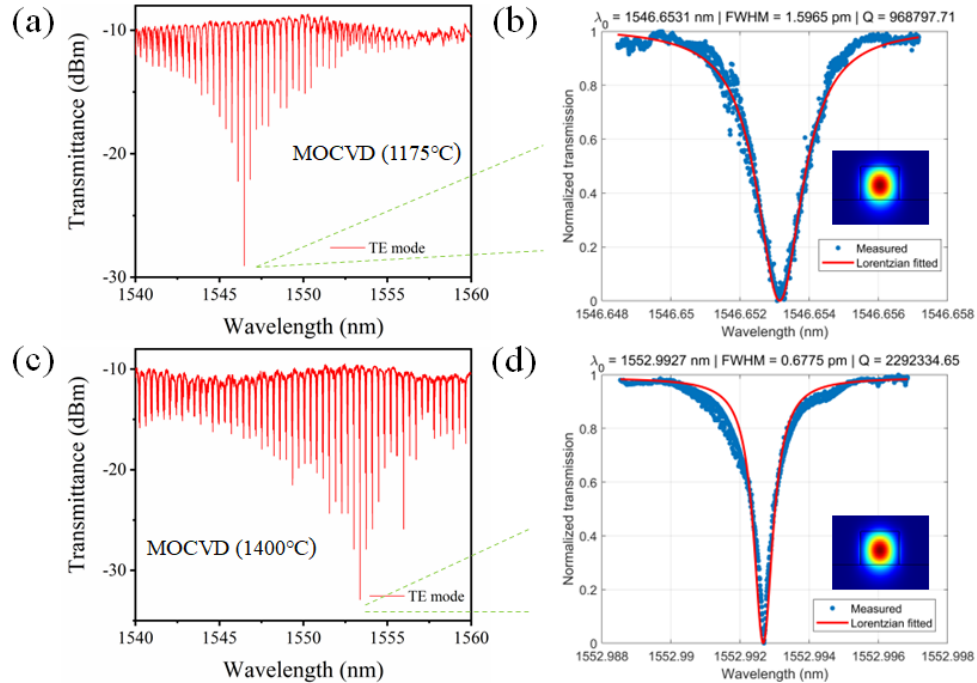 (a)
Transmittance (dBm)
-10
-20
-30
MOCVD (1175°C)
TE mode
1540 1545 1550 1555 1560
Wavelength (nm)
(b)
λ0 = 1546.6531 nm | FWHM = 1.5965 pm | Q = 968797.71
Normalized transmission
1
0.8
0.6
0.4
0.2
0
Measured
Lorentzian fitted
1546.648 1546.65 1546.652 1546.654 1546.656 1546.658
Wavelength (nm)
(c)
Transmittance (dBm)
-10
-20
-30
MOCVD (1400°C)
TE mode
1540 1545 1550 1555 1560
Wavelength (nm)
(d)
λ0 = 1552.9927 nm | FWHM = 0.6775 pm | Q = 2292334.65
Normalized transmission
1
0.8
0.6
0.4
0.2
0
Measured
Lorentzian fitted
1552.988 1552.99 1552.992 1552.994 1552.996 1552.998
Wavelength (nm)